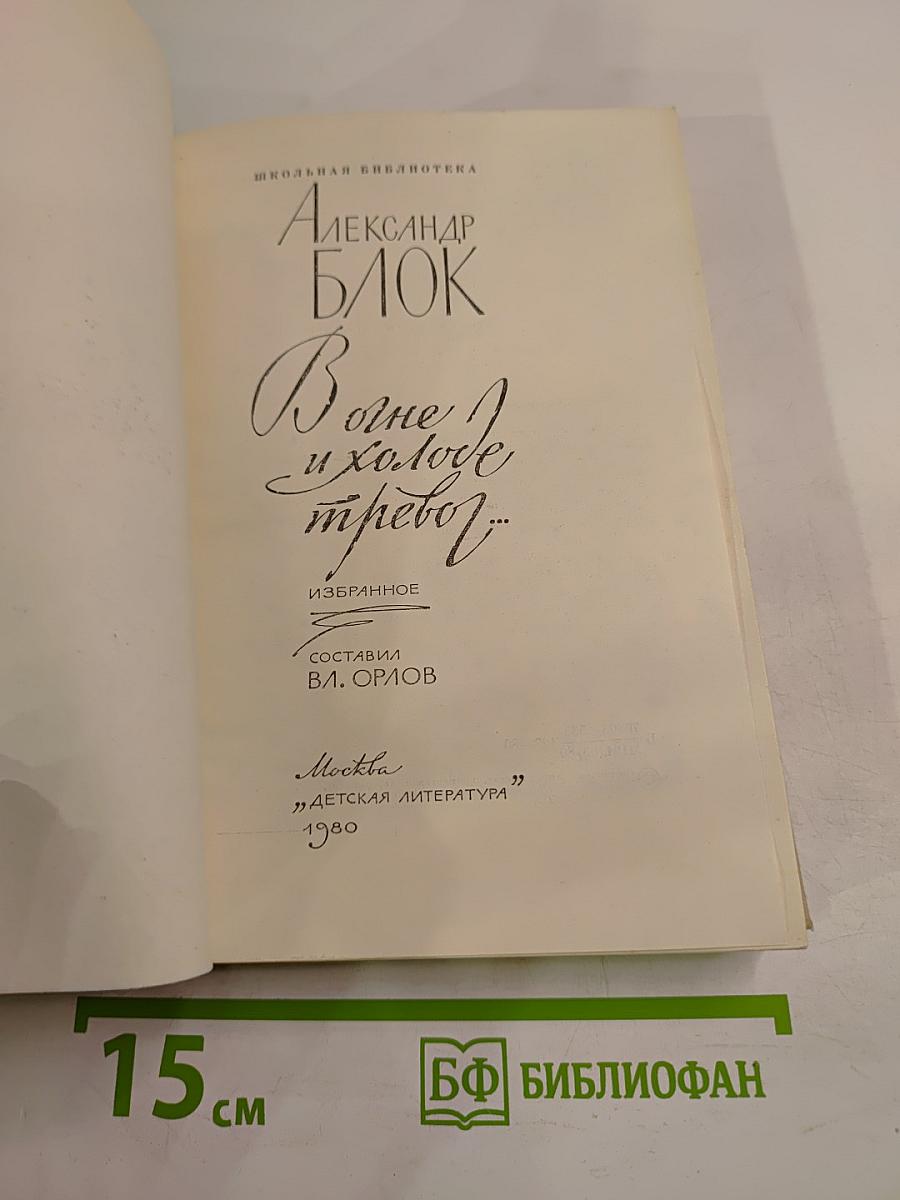 ШКОЛЬНАЯ БИБЛИОТЕКА
АЛЕКСАНДР
БЛОК
В огне
и холоде
тревог...
ИЗБРАННОЕ
СОСТАВИЛ
ВЛ. ОРЛОВ
Москва
„ДЕТСКАЯ ЛИТЕРАТУРА”
1980
15 см
БФ БИБЛИОФАН